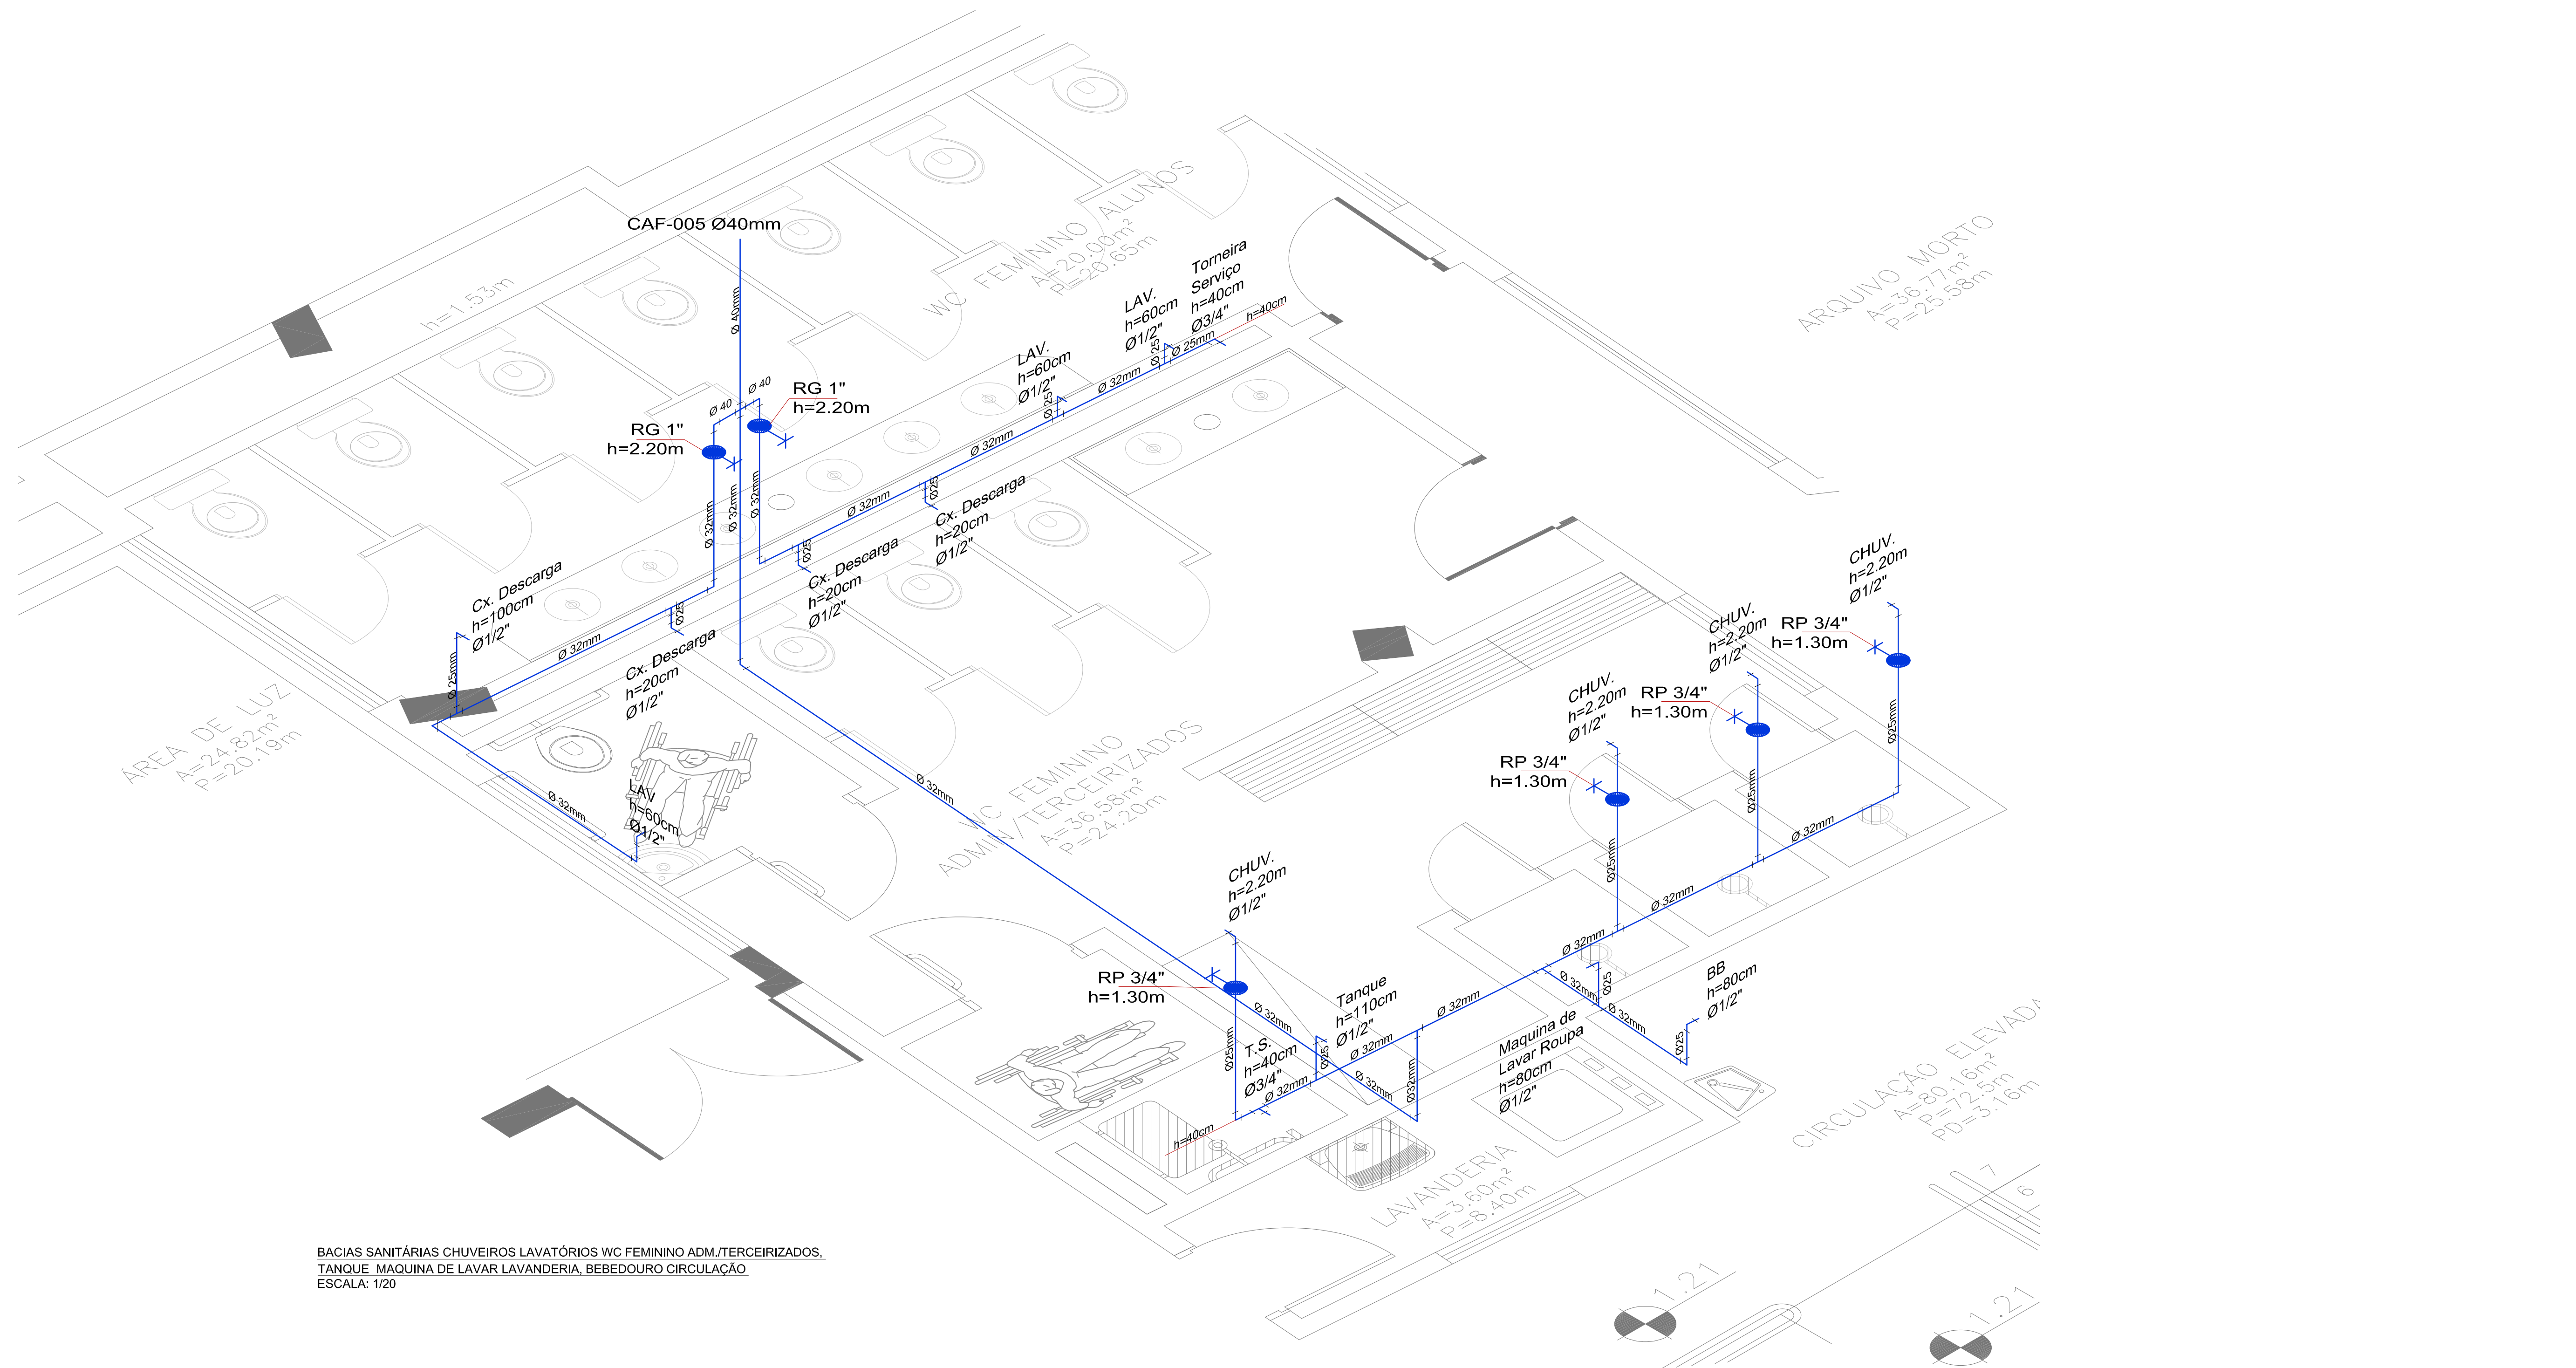 CAF-005 Ø40mm
h=1.53m
WC FEMININO ALUNOS
A=20.00m²
P=20.65m
ARQUIVO MORTO
A=36.77m²
P=25.58m
Torneira
Serviço
h=40cm
Ø3/4"
h=40cm
LAV.
h=60cm
Ø1/2"
LAV.
h=60cm
Ø1/2"
Ø 40mm
Ø 25
Ø 25mm
Ø 32mm
Ø 25
Ø 40
Ø 40
RG 1"
h=2.20m
RG 1"
h=2.20m
Ø 32mm
Ø 32mm
Ø 32mm
Ø 32mm
Ø 32mm
Ø25
Ø25
Cx. Descarga
h=20cm
Ø1/2"
Cx. Descarga
h=20cm
Ø1/2"
Cx. Descarga
h=100cm
Ø1/2"
Ø25
Ø 32mm
Ø 25mm
Cx. Descarga
h=20cm
Ø1/2"
ÁREA DE LUZ
A=24.82m²
P=20.19m
Ø 32mm
LAV
h=60cm
Ø1/2"
Ø 32mm
WC FEMININO
ADMIN/TERCEIRIZADOS
A=36.58m²
P=24.20m
CHUV.
h=2.20m
Ø1/2"
RP 3/4"
h=1.30m
Ø25mm
CHUV.
h=2.20m
Ø1/2"
RP 3/4"
h=1.30m
Ø25mm
CHUV.
h=2.20m
Ø1/2"
RP 3/4"
h=1.30m
Ø25mm
Ø 32mm
Ø 32mm
Ø 32mm
Ø 32mm
Ø 32mm
Ø25
Ø 32mm
Ø25
BB
h=80cm
Ø1/2"
CHUV.
h=2.20m
Ø1/2"
RP 3/4"
h=1.30m
Ø25mm
Ø 32mm
Tanque
h=110cm
Ø1/2"
Ø25
Ø 32mm
T.S.
h=40cm
Ø3/4"
Ø 32mm
Ø 32mm
Ø32mm
h=40cm
Maquina de
Lavar Roupa
h=80cm
Ø1/2"
LAVANDERIA
A=3.60m²
P=8.40m
CIRCULAÇÃO ELEVADA
A=80.16m²
P=72.5m
PD=3.16m
7
6
1.21
1.21
BACIAS SANITÁRIAS CHUVEIROS LAVATÓRIOS WC FEMININO ADM./TERCEIRIZADOS,
TANQUE MAQUINA DE LAVAR LAVANDERIA, BEBEDOURO CIRCULAÇÃO
ESCALA: 1/20